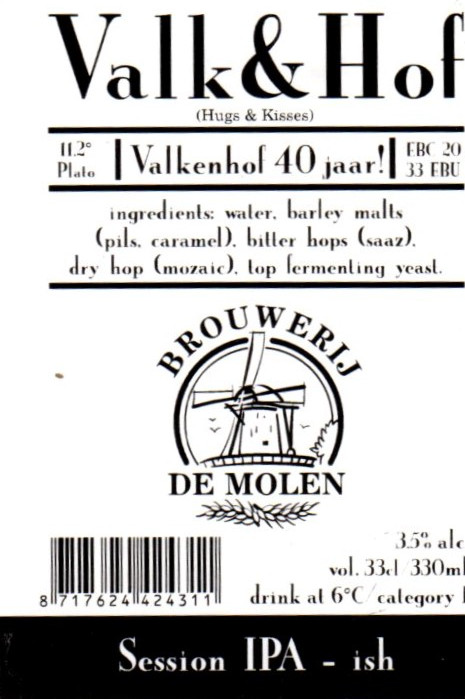 Valk&Hof
(Hugs & Kisses)
11.2°
Plato
Valkenhof 40 jaar!
EBC 20
33 EBU
ingredients: water, barley malts
(pils, caramel), bitter hops (saaz),
dry hop (mozaic), top fermenting yeast.
BROUWERIJ
DE MOLEN
3.5% alc
vol. 33cl/330ml
drink at 6°C/category I
8 717624 424311
Session IPA - ish